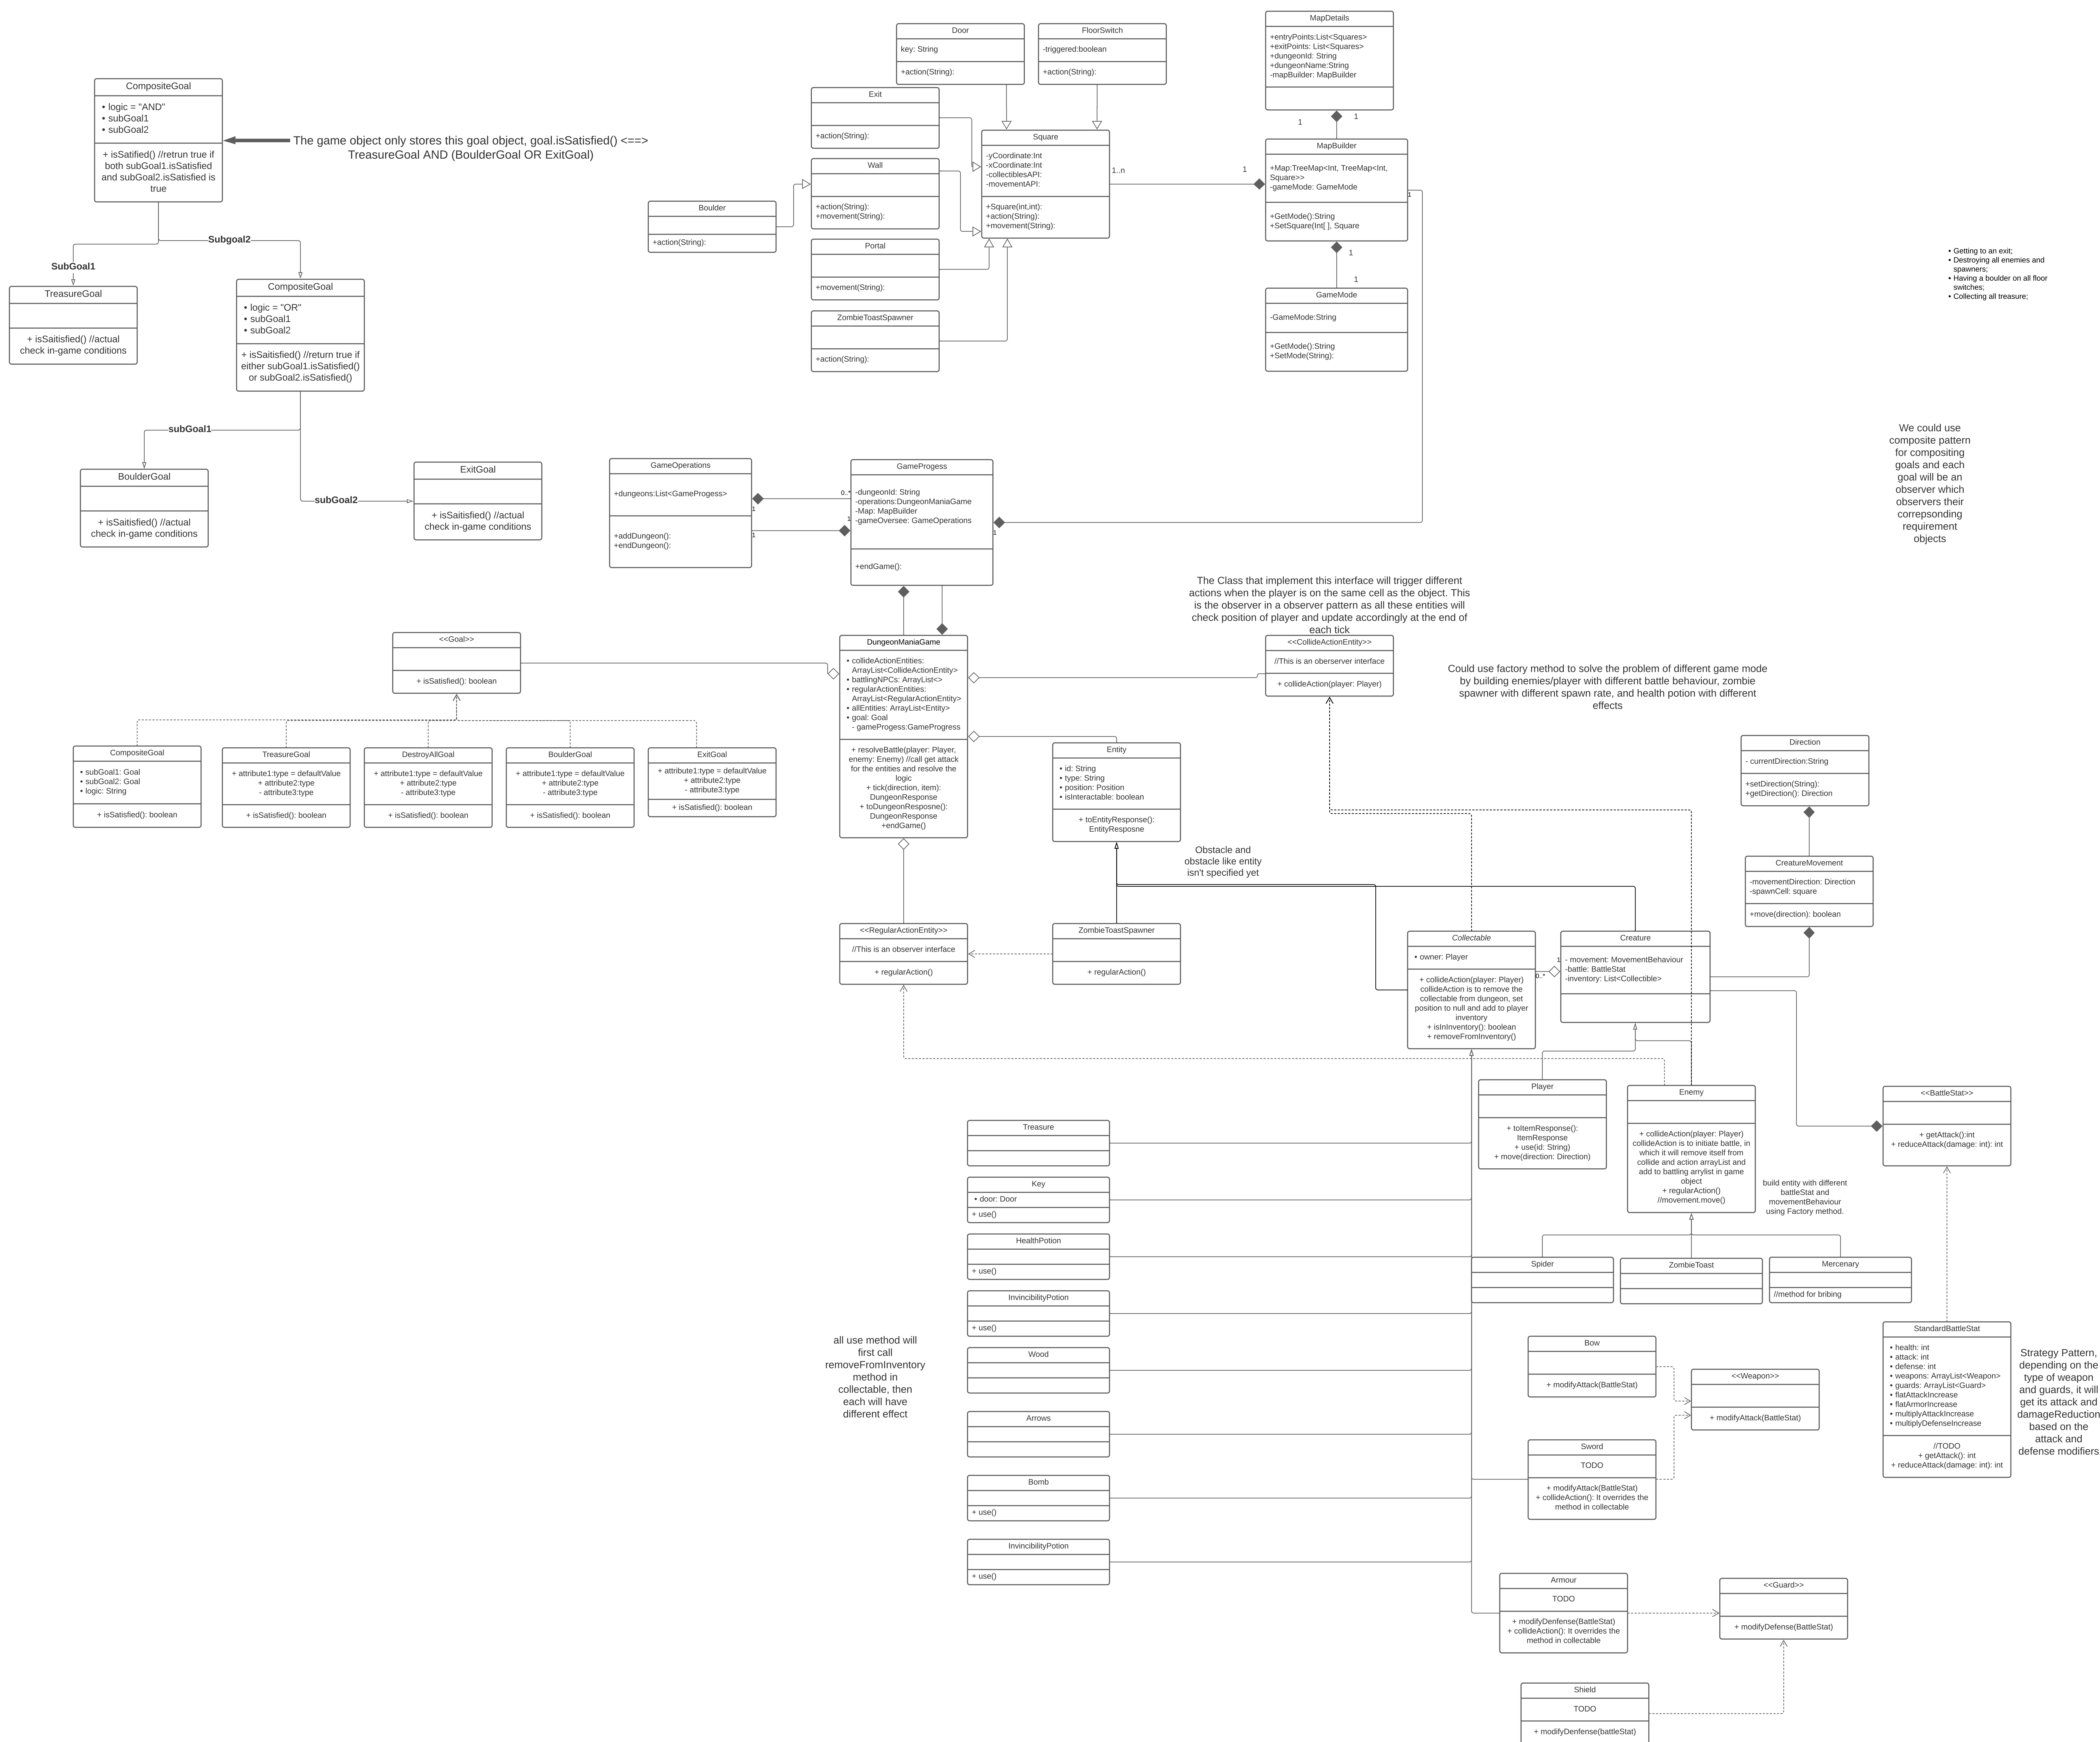 CompositeGoal
• logic = "AND"
• subGoal1
• subGoal2
+ isSatified() //retrun true if
both subGoal1.isSatisfied
and subGoal2.isSatisfied is
true
The game object only stores this goal object, goal.isSatisfied() <==>
TreasureGoal AND (BoulderGoal OR ExitGoal)
SubGoal1
Subgoal2
TreasureGoal
+ isSaitisfied() //actual
check in-game conditions
CompositeGoal
• logic = "OR"
• subGoal1
• subGoal2
+ isSaitisfied() //return true if
either subGoal1.isSatisfied()
or subGoal2.isSatisfied()
subGoal1
subGoal2
BoulderGoal
+ isSaitisfied() //actual
check in-game conditions
ExitGoal
+ isSaitisfied() //actual
check in-game conditions
Door
key: String
+action(String):
FloorSwitch
-triggered:boolean
+action(String):
Exit
+action(String):
Wall
+action(String):
+movement(String):
Boulder
+action(String):
Portal
+movement(String):
ZombieToastSpawner
+action(String):
Square
-yCoordinate:Int
-xCoordinate:Int
-collectiblesAPI:
-movementAPI:
+Square(int,int):
+action(String):
+movement(String):
1..n
1
MapDetails
+entryPoints:List<Squares>
+exitPoints: List<Squares>
+dungeonId: String
+dungeonName:String
-mapBuilder: MapBuilder
1
1
MapBuilder
+Map:TreeMap<Int, TreeMap<Int,
Square>>
-gameMode: GameMode
+GetMode():String
+SetSquare(Int[ ], Square
1
1
1
GameMode
-GameMode:String
+GetMode():String
+SetMode(String):
• Getting to an exit;
• Destroying all enemies and
spawners;
• Having a boulder on all floor
switches;
• Collecting all treasure;
We could use
composite pattern
for compositing
goals and each
goal will be an
observer which
observers their
correpsonding
requirement
objects
GameOperations
+dungeons:List<GameProgess>
+addDungeon():
+endDungeon():
0..*
1
1
1
GameProgess
-dungeonId: String
-operations:DungeonManiaGame
-Map: MapBuilder
-gameOversee: GameOperations
+endGame():
1
The Class that implement this interface will trigger different
actions when the player is on the same cell as the object. This
is the observer in a observer pattern as all these entities will
check position of player and update accordingly at the end of
each tick
<<CollideActionEntity>>
//This is an oberserver interface
+ collideAction(player: Player)
Could use factory method to solve the problem of different game mode
by building enemies/player with different battle behaviour, zombie
spawner with different spawn rate, and health potion with different
effects
<<Goal>>
+ isSatisfied(): boolean
CompositeGoal
• subGoal1: Goal
• subGoal2: Goal
• logic: String
+ isSatisfied(): boolean
TreasureGoal
+ attribute1:type = defaultValue
+ attribute2:type
- attribute3:type
+ isSatisfied(): boolean
DestroyAllGoal
+ attribute1:type = defaultValue
+ attribute2:type
- attribute3:type
+ isSatisfied(): boolean
BoulderGoal
+ attribute1:type = defaultValue
+ attribute2:type
- attribute3:type
+ isSatisfied(): boolean
ExitGoal
+ attribute1:type = defaultValue
+ attribute2:type
- attribute3:type
+ isSatisfied(): boolean
DungeonManiaGame
• collideActionEntities:
ArrayList<CollideActionEntity>
• battlingNPCs: ArrayList<>
• regularActionEntities:
ArrayList<RegularActionEntity>
• allEntities: ArrayList<Entity>
• goal: Goal
- gameProgess:GameProgress
+ resolveBattle(player: Player,
enemy: Enemy) //call get attack
for the entities and resolve the
logic
+ tick(direction, item):
DungeonResponse
+ toDungeonResposne():
DungeonResponse
+endGame()
Entity
• id: String
• type: String
• position: Position
• isInteractable: boolean
+ toEntityResponse():
EntityResposne
Obstacle and
obstacle like entity
isn't specified yet
Direction
- currentDirection:String
+setDirection(String):
+getDirection(): Direction
CreatureMovement
-movementDirection: Direction
-spawnCell: square
+move(direction): boolean
<<RegularActionEntity>>
//This is an observer interface
+ regularAction()
ZombieToastSpawner
+ regularAction()
Collectable
• owner: Player
+ collideAction(player: Player)
collideAction is to remove the
collectable from dungeon, set
position to null and add to player
inventory
+ isInInventory(): boolean
+ removeFromInventory()
0..*
1
Creature
- movement: MovementBehaviour
-battle: BattleStat
-inventory: List<Collectible>
Player
+ toItemResponse():
ItemResponse
+ use(id: String)
+ move(direction: Direction)
Enemy
+ collideAction(player: Player)
collideAction is to initiate battle, in
which it will remove itself from
collide and action arrayList and
add to battling arrylist in game
object
+ regularAction()
//movement.move()
build entity with different
battleStat and
movementBehaviour
using Factory method.
<<BattleStat>>
+ getAttack():int
+ reduceAttack(damage: int): int
Treasure
Key
• door: Door
+ use()
HealthPotion
+ use()
InvincibilityPotion
+ use()
Wood
Arrows
Bomb
+ use()
InvincibilityPotion
+ use()
all use method will
first call
removeFromInventory
method in
collectable, then
each will have
different effect
Spider
ZombieToast
Mercenary
//method for bribing
Bow
+ modifyAttack(BattleStat)
<<Weapon>>
+ modifyAttack(BattleStat)
Sword
TODO
+ modifyAttack(BattleStat)
+ collideAction(): It overrides the
method in collectable
StandardBattleStat
• health: int
• attack: int
• defense: int
• weapons: ArrayList<Weapon>
• guards: ArrayList<Guard>
• flatAttackIncrease
• flatArmorIncrease
• multiplyAttackIncrease
• multiplyDefenseIncrease
//TODO
+ getAttack(): int
+ reduceAttack(damage: int): int
Strategy Pattern,
depending on the
type of weapon
and guards, it will
get its attack and
damageReduction
based on the
attack and
defense modifiers
Armour
TODO
+ modifyDenfense(BattleStat)
+ collideAction(): It overrides the
method in collectable
<<Guard>>
+ modifyDefense(BattleStat)
Shield
TODO
+ modifyDenfense(battleStat)